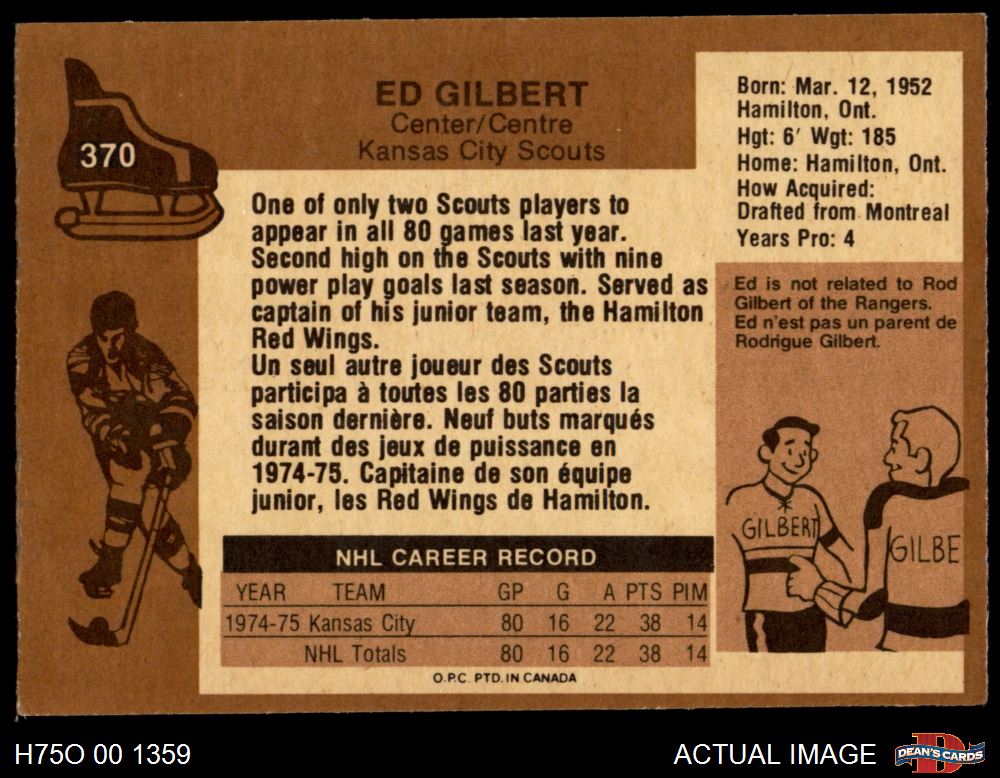 370
ED GILBERT
Center/Centre
Kansas City Scouts
Born: Mar. 12, 1952
Hamilton, Ont.
Hgt: 6' Wgt: 185
Home: Hamilton, Ont.
How Acquired:
Drafted from Montreal
Years Pro: 4
One of only two Scouts players to
appear in all 80 games last year.
Second high on the Scouts with nine
power play goals last season. Served as
captain of his junior team, the Hamilton
Red Wings.
Un seul autre joueur des Scouts
participa à toutes les 80 parties la
saison dernière. Neuf buts marqués
durant des jeux de puissance en
1974-75. Capitaine de son équipe
junior, les Red Wings de Hamilton.
Ed is not related to Rod
Gilbert of the Rangers.
Ed n'est pas un parent de
Rodrigue Gilbert.
GILBERT
GILBE
NHL CAREER RECORD
YEAR TEAM GP G A PTS PIM
1974-75 Kansas City 80 16 22 38 14
NHL Totals 80 16 22 38 14
O.P.C. PTD. IN CANADA
H75O 00 1359
ACTUAL IMAGE
DEAN'S CARDS